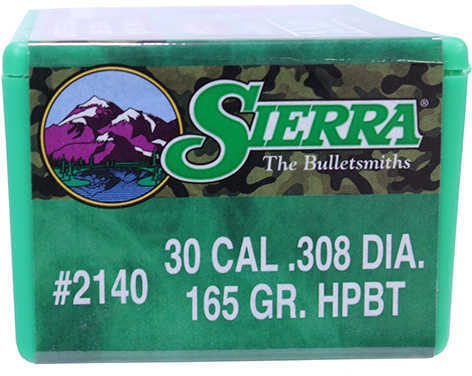 SIERRA®
The Bulletsmiths
#2140
30 CAL .308 DIA.
165 GR. HPBT